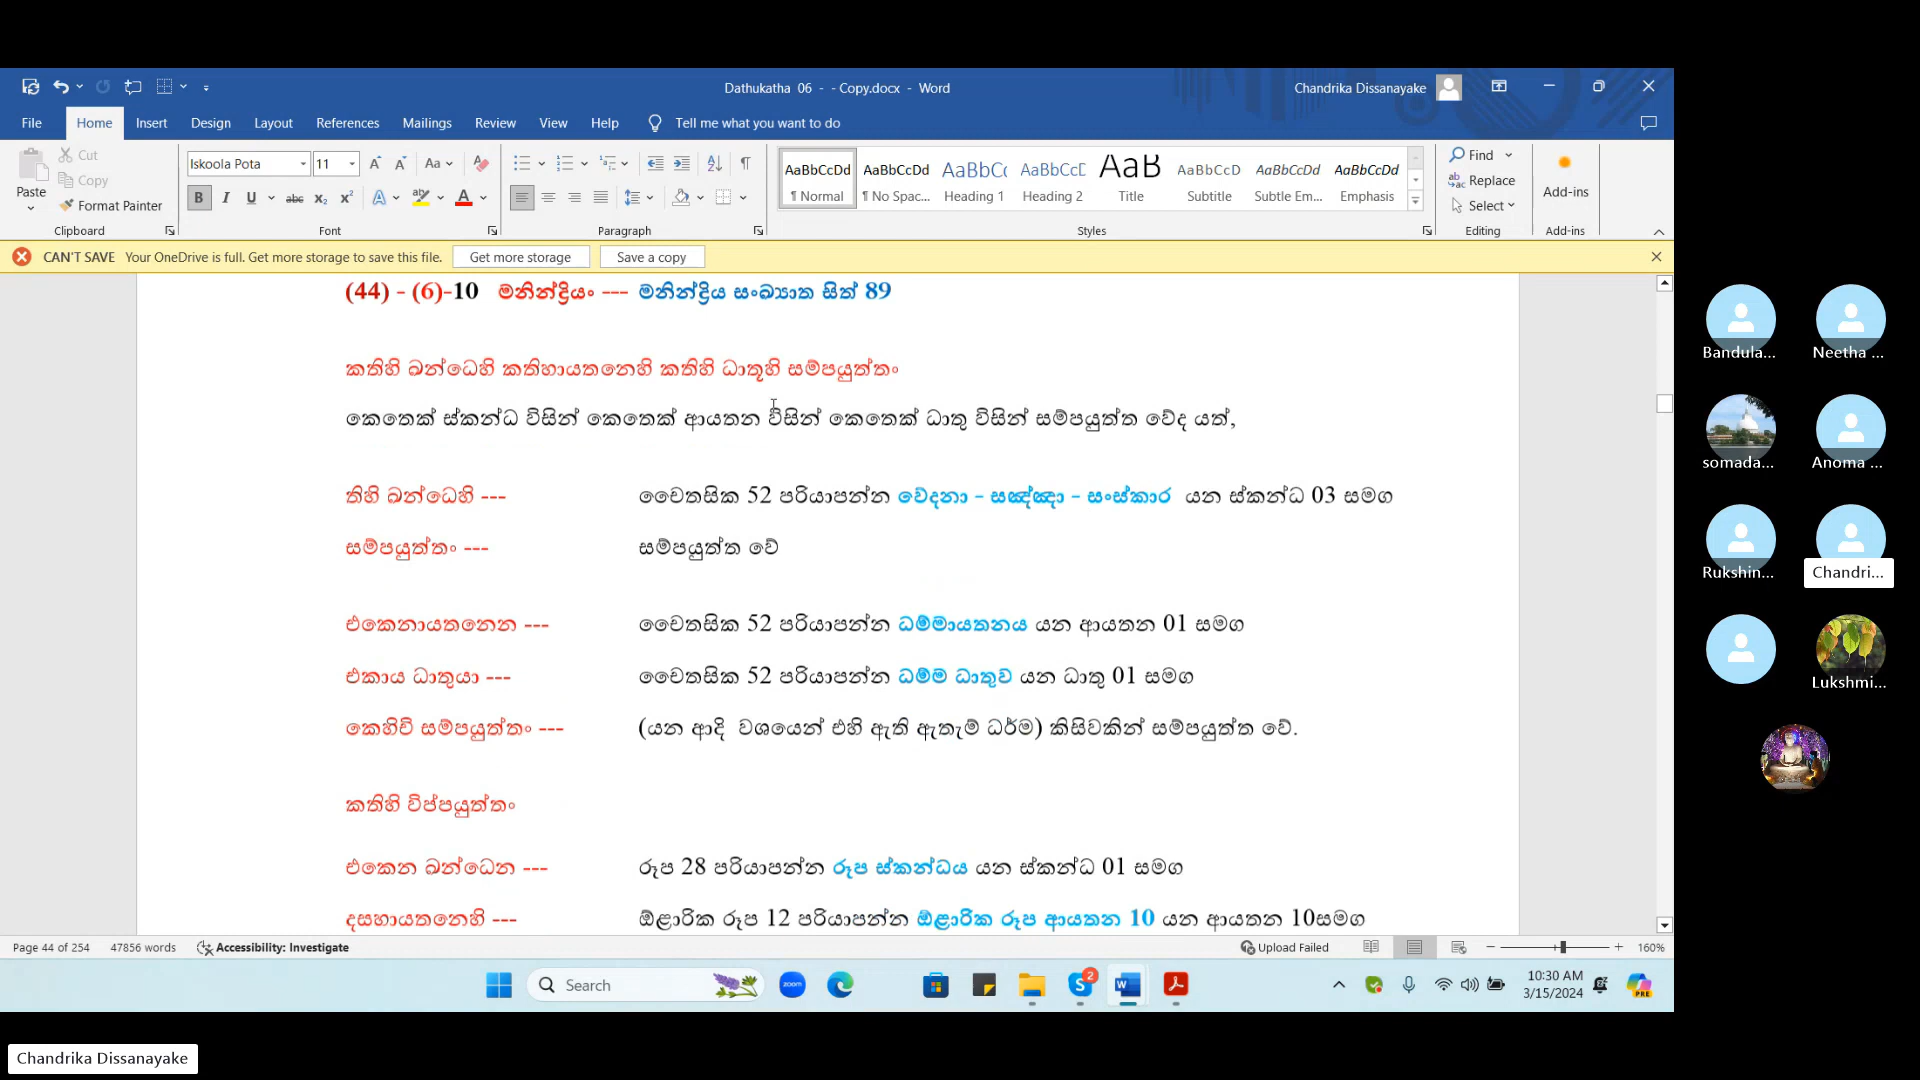 Dathukatha 06 - - Copy.docx - Word
Chandrika Dissanayake
File Home Insert Design Layout References Mailings Review View Help Tell me what you want to do
Paste
Cut
Copy
Format Painter
Clipboard
Iskoola Pota 11
Font
Paragraph
AaBbCcDd AaBbCcDd AaBbCc AaBbCcD AaB AaBbCcD AaBbCcDd AaBbCcDd
¶ Normal ¶ No Spac... Heading 1 Heading 2 Title Subtitle Subtle Em... Emphasis
Styles
Find
Replace
Select
Editing
Add-ins
Add-ins
CAN'T SAVE Your OneDrive is full. Get more storage to save this file. Get more storage Save a copy
(44) - (6)-10 මනින්ද්‍රියං --- මනින්ද්‍රිය සංඛ්‍යාත සිත් 89
කතිහි ඛන්ධෙහි කතිහායතනෙහි කතිහි ධාතූහි සම්පයුත්තං
කෙතෙක් ස්කන්ධ විසින් කෙතෙක් ආයතන විසින් කෙතෙක් ධාතු විසින් සම්පයුත්ත වේද යත්,
තිහි ඛන්ධෙහි --- චෛතසික 52 පරියාපන්න වේදනා - සඤ්ඤා - සංස්කාර යන ස්කන්ධ 03 සමග
සම්පයුත්තං --- සම්පයුත්ත වේ
එකෙනායතනෙන --- චෛතසික 52 පරියාපන්න ධම්මායතනය යන ආයතන 01 සමග
එකාය ධාතුයා --- චෛතසික 52 පරියාපන්න ධම්ම ධාතුව යන ධාතු 01 සමග
කෙහිචි සම්පයුත්තං --- (යන ආදි වශයෙන් එහි ඇති ඇතැම් ධර්ම) කිසිවකින් සම්පයුත්ත වේ.
කතිහි විප්පයුත්තං
එකෙන ඛන්ධෙන --- රූප 28 පරියාපන්න රූප ස්කන්ධය යන ස්කන්ධ 01 සමග
දසහායතනෙහි --- ඕළාරික රූප 12 පරියාපන්න ඕළාරික රූප ආයතන 10 යන ආයතන 10සමග
Page 44 of 254 47856 words Accessibility: Investigate Upload Failed 160%
Search
zoom
2
10:30 AM
3/15/2024
PRE
Bandula... Neetha ...
somada... Anoma ...
Rukshin... Chandri...
Lukshmi...
Chandrika Dissanayake